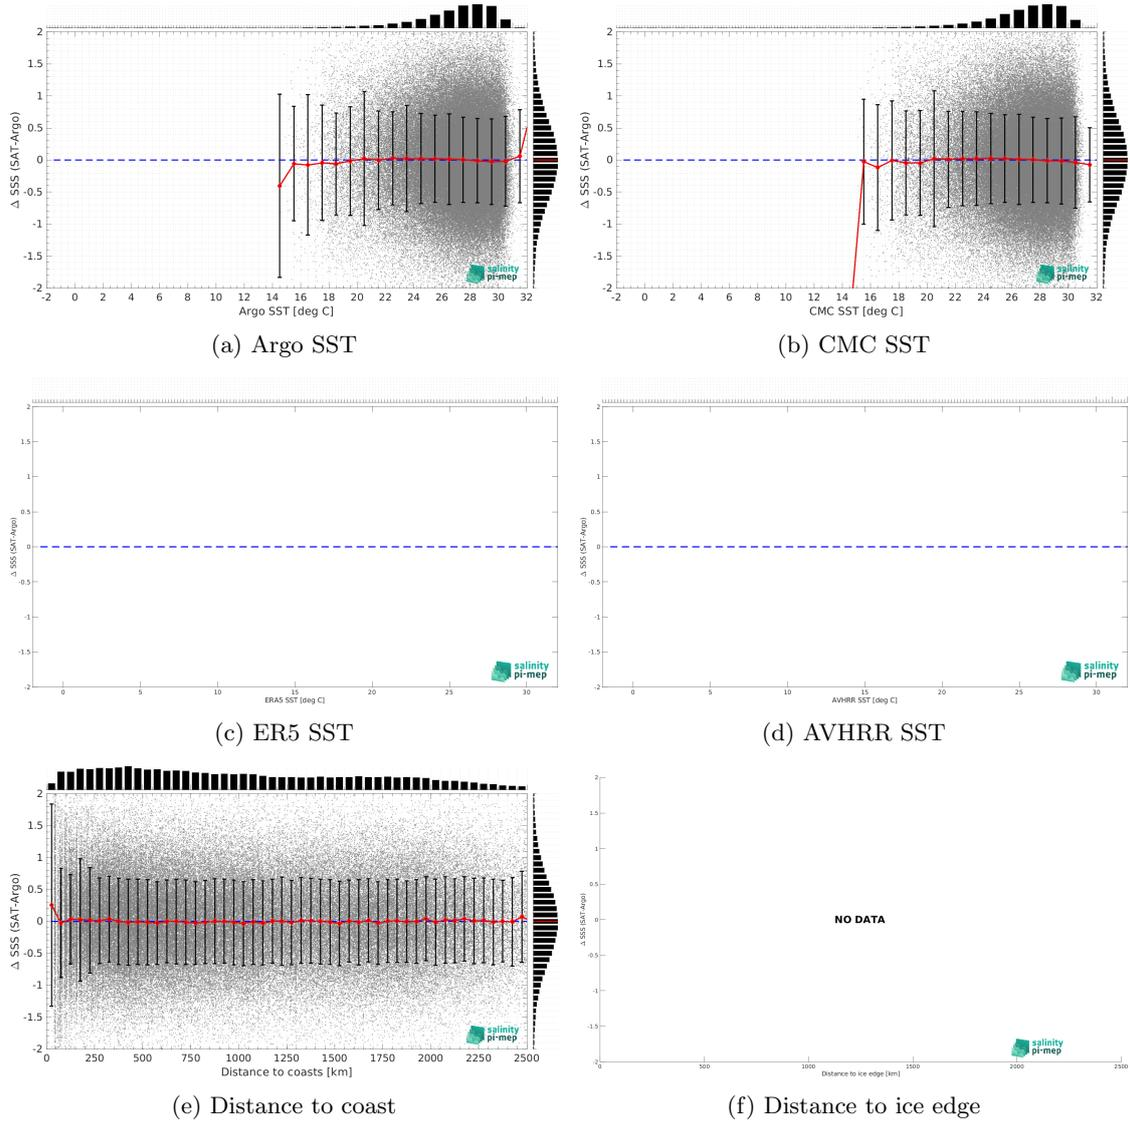 2
1.5
1
0.5
0
-0.5
-1
-1.5
-2
Δ SSS (SAT-Argo)
-2 0 2 4 6 8 10 12 14 16 18 20 22 24 26 28 30 32
Argo SST [deg C]
salinity
pi-mep
(a) Argo SST
2
1.5
1
0.5
0
-0.5
-1
-1.5
-2
Δ SSS (SAT-Argo)
-2 0 2 4 6 8 10 12 14 16 18 20 22 24 26 28 30 32
CMC SST [deg C]
salinity
pi-mep
(b) CMC SST
2
1.5
1
0.5
0
-0.5
-1
-1.5
-2
Δ SSS (SAT-Argo)
0 5 10 15 20 25 30
ERA5 SST [deg C]
salinity
pi-mep
(c) ER5 SST
2
1.5
1
0.5
0
-0.5
-1
-1.5
-2
Δ SSS (SAT-Argo)
0 5 10 15 20 25 30
AVHRR SST [deg C]
salinity
pi-mep
(d) AVHRR SST
2
1.5
1
0.5
0
-0.5
-1
-1.5
-2
Δ SSS (SAT-Argo)
0 250 500 750 1000 1250 1500 1750 2000 2250 2500
Distance to coasts [km]
salinity
pi-mep
(e) Distance to coast
2
1.5
1
0.5
0
-0.5
-1
-1.5
-2
Δ SSS (SAT-Argo)
NO DATA
0 500 1000 1500 2000 2500
Distance to ice edge [km]
salinity
pi-mep
(f) Distance to ice edge